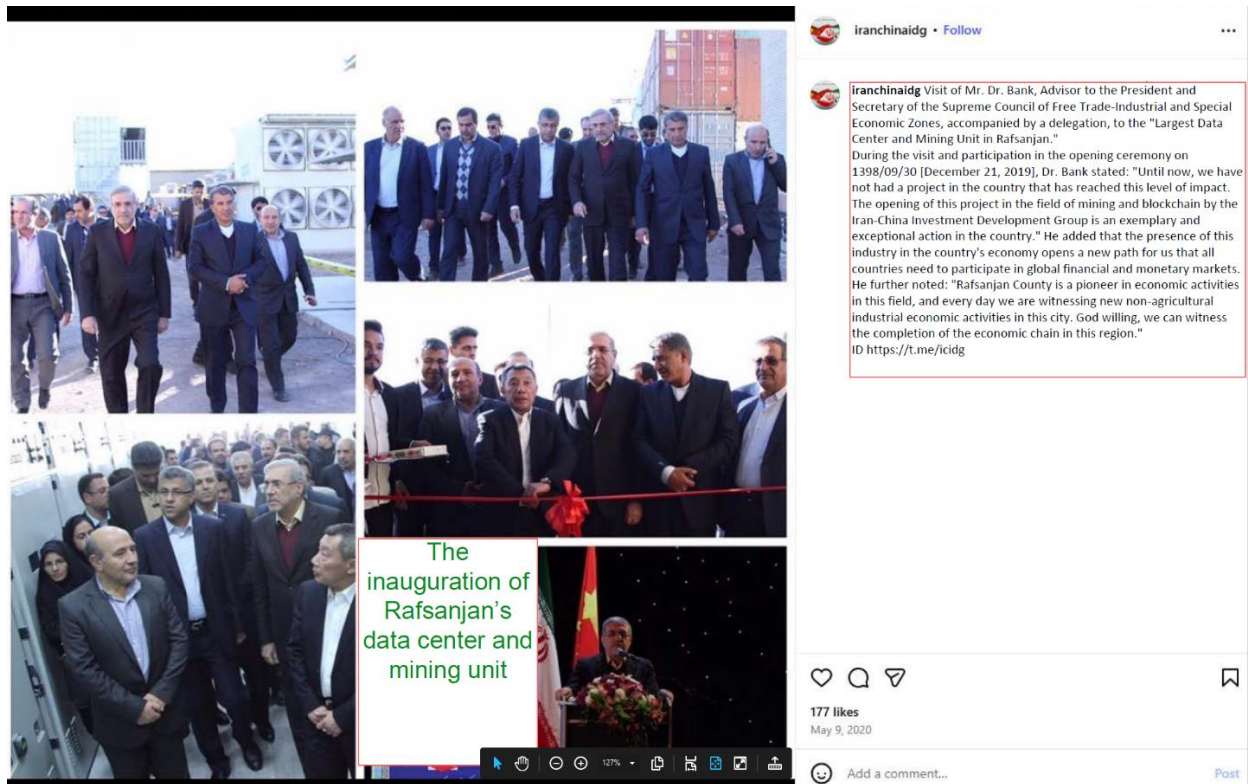 The
inauguration of
Rafsanjan's
data center and
mining unit
127%
iranchinaidg • Follow
iranchinaidg Visit of Mr. Dr. Bank, Advisor to the President and
Secretary of the Supreme Council of Free Trade-Industrial and Special
Economic Zones, accompanied by a delegation, to the "Largest Data
Center and Mining Unit in Rafsanjan."
During the visit and participation in the opening ceremony on
1398/09/30 [December 21, 2019], Dr. Bank stated: "Until now, we have
not had a project in the country that has reached this level of impact.
The opening of this project in the field of mining and blockchain by the
Iran-China Investment Development Group is an exemplary and
exceptional action in the country." He added that the presence of this
industry in the country's economy opens a new path for us that all
countries need to participate in global financial and monetary markets.
He further noted: "Rafsanjan County is a pioneer in economic activities
in this field, and every day we are witnessing new non-agricultural
industrial economic activities in this city. God willing, we can witness
the completion of the economic chain in this region."
ID https://t.me/icidg
177 likes
May 9, 2020
Add a comment...
Post